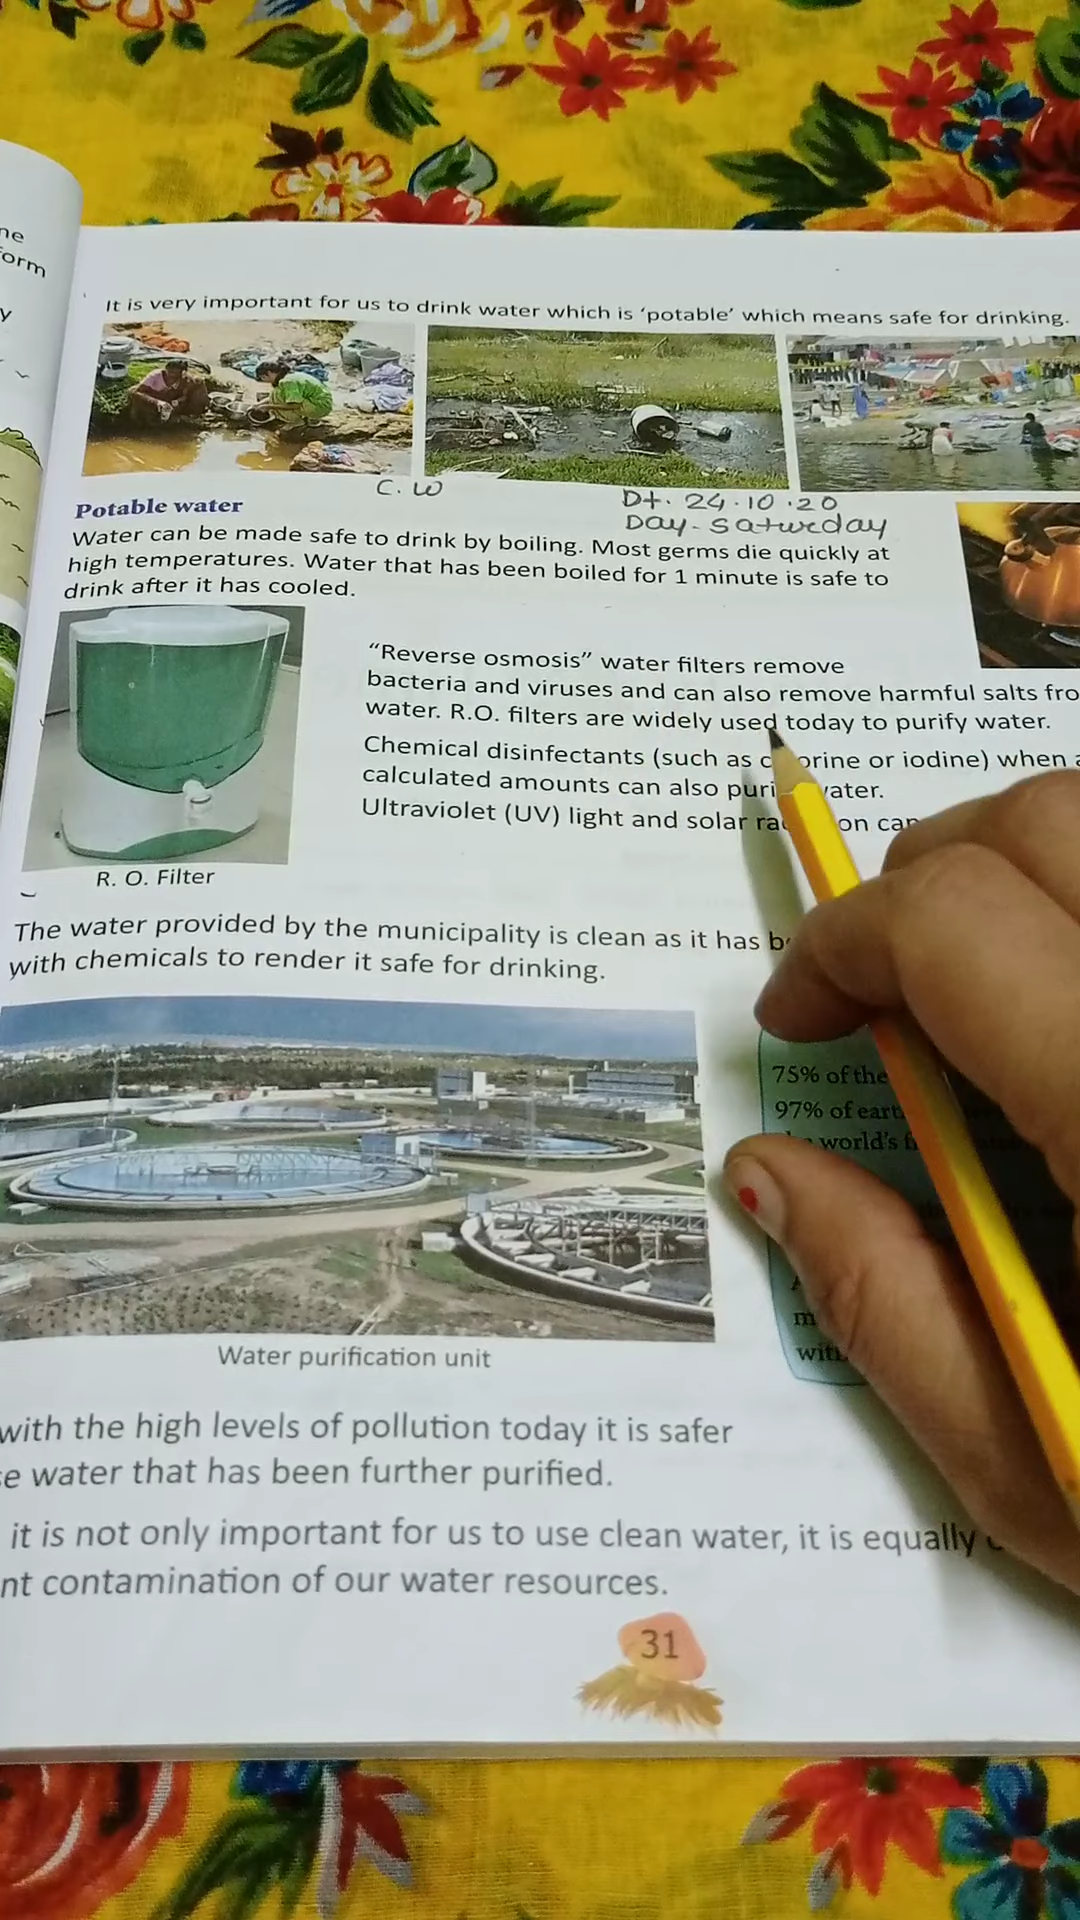 ne
form
y
It is very important for us to drink water which is ‘potable’ which means safe for drinking.
C. W
Dt. 24.10.20
Day-Saturday
Potable water
Water can be made safe to drink by boiling. Most germs die quickly at
high temperatures. Water that has been boiled for 1 minute is safe to
drink after it has cooled.
“Reverse osmosis” water filters remove
bacteria and viruses and can also remove harmful salts fro
water. R.O. filters are widely used today to purify water.
Chemical disinfectants (such as c orine or iodine) when
calculated amounts can also puri ater.
Ultraviolet (UV) light and solar ra on can
R. O. Filter
The water provided by the municipality is clean as it has b
with chemicals to render it safe for drinking.
75% of the
97% of eart
world's f
m
with
Water purification unit
with the high levels of pollution today it is safer
e water that has been further purified.
it is not only important for us to use clean water, it is equally
nt contamination of our water resources.
31